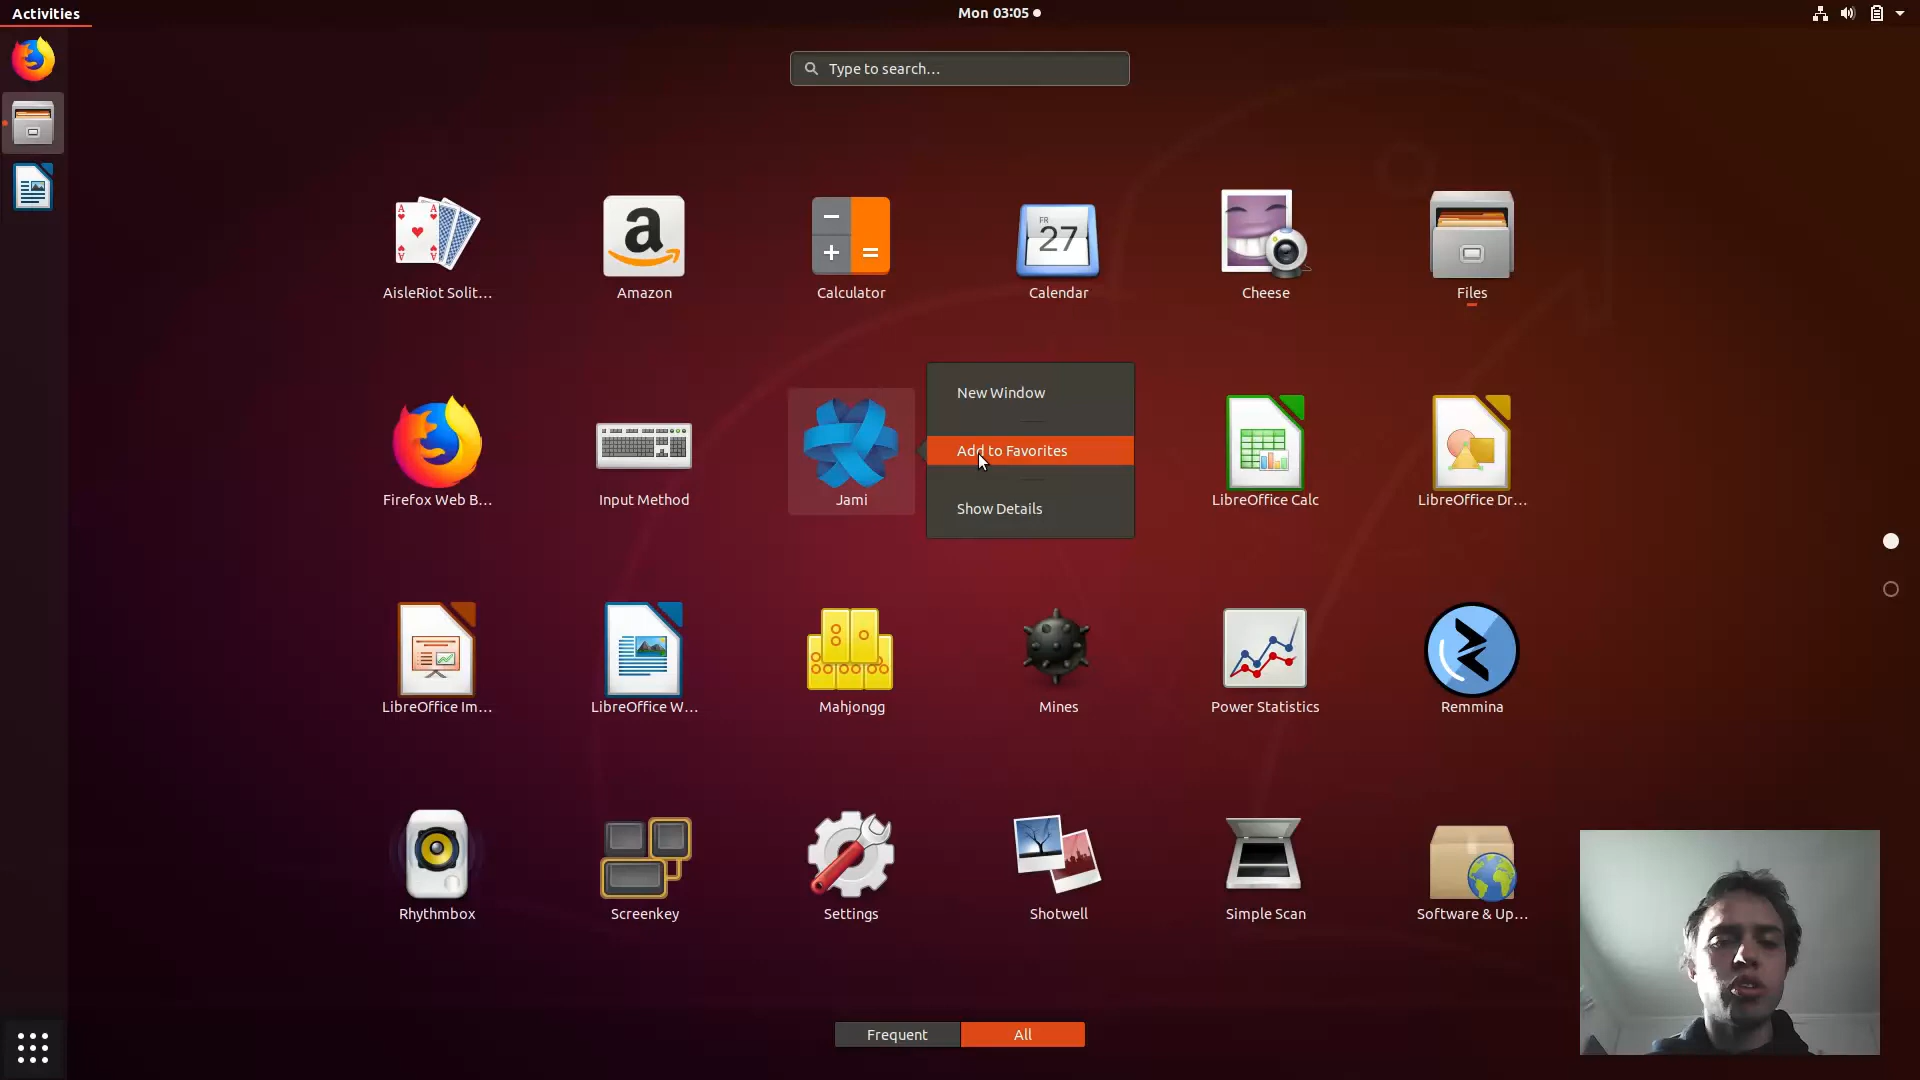 Activities
Mon 03:05
Type to search...
AisleRiot Solit...
Amazon
Calculator
FR
27
Calendar
Cheese
Files
Firefox Web B...
Input Method
Jami
New Window
Add to Favorites
Show Details
LibreOffice Calc
LibreOffice Dr...
LibreOffice Im...
LibreOffice W...
Mahjongg
Mines
Power Statistics
Remmina
Rhythmbox
Screenkey
Settings
Shotwell
Simple Scan
Software & Up...
Frequent
All